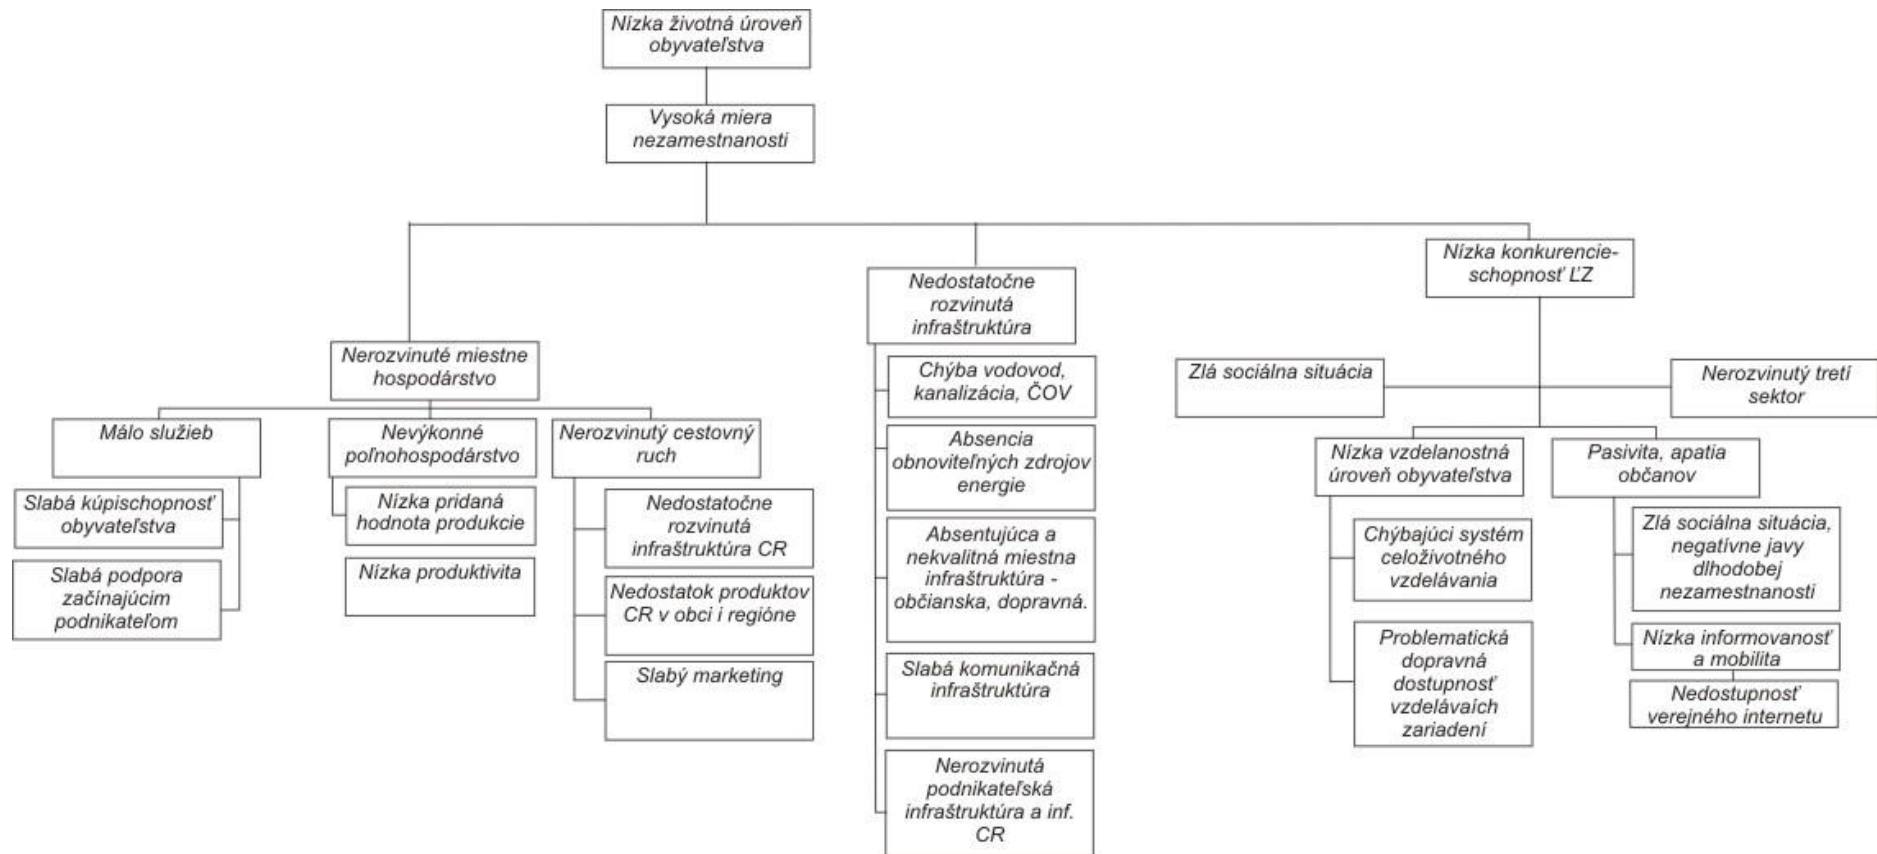 Nízka životná úroveň
obyvateľstva
Vysoká miera
nezamestnanosti
Nerozvinuté miestne
hospodárstvo
Málo služieb
Slabá kúpischopnosť
obyvateľstva
Slabá podpora
začínajúcim
podnikateľom
Nevýkonné
poľnohospodárstvo
Nízka pridaná
hodnota produkcie
Nízka produktivita
Nerozvinutý cestovný
ruch
Nedostatočne
rozvinutá
infraštruktúra CR
Nedostatok produktov
CR v obci i regióne
Slabý marketing
Nedostatočne
rozvinutá
infraštruktúra
Chýba vodovod,
kanalizácia, ČOV
Absencia
obnoviteľných zdrojov
energie
Absentujúca a
nekvalitná miestna
infraštruktúra -
občianska, dopravná.
Slabá komunikačná
infraštruktúra
Nerozvinutá
podnikateľská
infraštruktúra a inf.
CR
Nízka konkurencie-
schopnosť ĽZ
Zlá sociálna situácia
Nerozvinutý tretí
sektor
Nízka vzdelanostná
úroveň obyvateľstva
Chýbajúci systém
celoživotného
vzdelávania
Problematická
dopravná
dostupnosť
vzdelávaích
zariadení
Pasivita, apatia
občanov
Zlá sociálna situácia,
negatívne javy
dlhodobej
nezamestnanosti
Nízka informovanosť
a mobilita
Nedostupnosť
verejného internetu